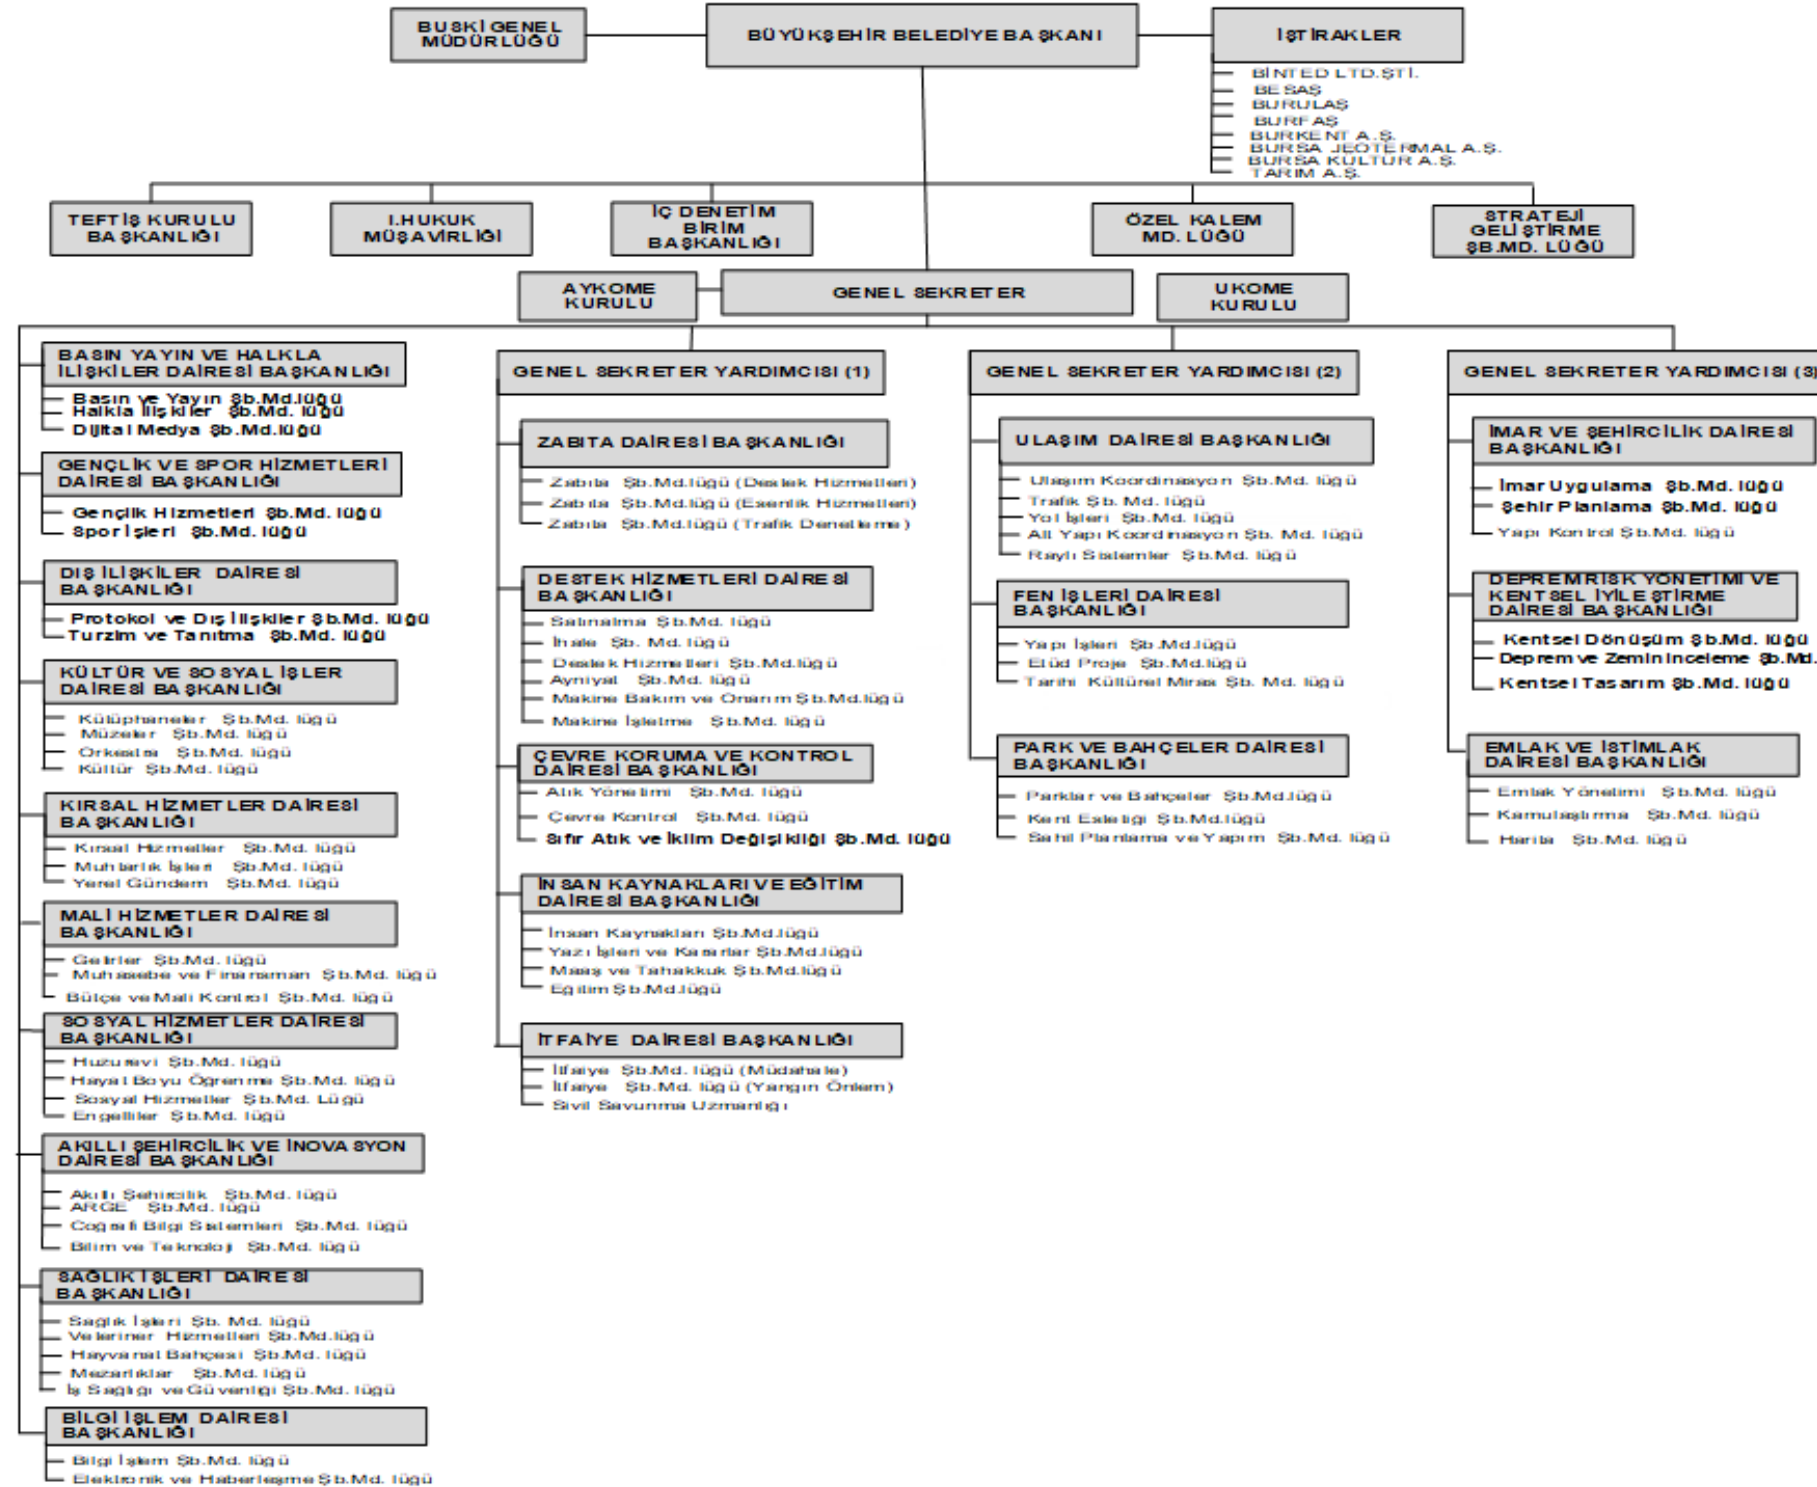 BUSKİ GENEL
MÜDÜRLÜĞÜ
BÜYÜKŞEHİR BELEDİYE BAŞKANI
İŞTİRAKLER
BİNTED LTD.ŞTİ.
BESAŞ
BURULAŞ
BURFAŞ
BURKENT A.Ş.
BURSA JEOTERMAL A.Ş.
BURSA KÜLTÜR A.Ş.
TARIM A.Ş.
TEFTİŞ KURULU
BAŞKANLIĞI
I.HUKUK
MÜŞAVİRLİĞİ
İÇ DENETİM
BİRİM
BAŞKANLIĞI
ÖZEL KALEM
MD. LÜĞÜ
STRATEJİ
GELİŞTİRME
ŞB.MD. LÜĞÜ
AYKOME
KURULU
GENEL SEKRETER
UKOME
KURULU
BASIN YAYIN VE HALKLA
İLİŞKİLER DAİRESİ BAŞKANLIĞI
Basın ve Yayın Şb.Md.lüğü
Halkla İlişkiler Şb.Md. lüğü
Dijital Medya Şb.Md.lüğü
GENÇLİK VE SPOR HİZMETLERİ
DAİRESİ BAŞKANLIĞI
Gençlik Hizmetleri Şb.Md. lüğü
Spor İşleri Şb.Md. lüğü
DIŞ İLİŞKİLER DAİRESİ
BAŞKANLIĞI
Protokol ve Dış İlişkiler Şb.Md. lüğü
Turzim ve Tanıtma Şb.Md. lüğü
KÜLTÜR VE SOSYAL İŞLER
DAİRESİ BAŞKANLIĞI
Kütüphaneler Şb.Md. lüğü
Müzeler Şb.Md. lüğü
Orkestra Şb.Md. lüğü
Kültür Şb.Md. lüğü
KIRSAL HİZMETLER DAİRESİ
BAŞKANLIĞI
Kırsal Hizmetler Şb.Md. lüğü
Muhtarlık İşleri Şb.Md. lüğü
Yerel Gündem Şb.Md. lüğü
MALİ HİZMETLER DAİRESİ
BAŞKANLIĞI
Gelirler Şb.Md. lüğü
Muhasebe ve Finansman Şb.Md. lüğü
Bütçe ve Mali Kontrol Şb.Md. lüğü
SOSYAL HİZMETLER DAİRESİ
BAŞKANLIĞI
Huzurevi Şb.Md. lüğü
Hayat Boyu Öğrenme Şb.Md. lüğü
Sosyal Hizmetler Şb.Md. Lüğü
Engelliler Şb.Md. lüğü
AKILLI ŞEHİRCİLİK VE İNOVASYON
DAİRESİ BAŞKANLIĞI
Akıllı Şehircilik Şb.Md. lüğü
ARGE Şb.Md. lüğü
Coğrafi Bilgi Sistemleri Şb.Md. lüğü
Bilim ve Teknoloji Şb.Md. lüğü
SAĞLIK İŞLERİ DAİRESİ
BAŞKANLIĞI
Sağlık İşleri Şb. Md. lüğü
Veteriner Hizmetleri Şb.Md.lüğü
Hayvanat Bahçesi Şb.Md. lüğü
Mezarlıklar Şb.Md. lüğü
İş Sağlığı ve Güvenliği Şb.Md. lüğü
BİLGİ İŞLEM DAİRESİ
BAŞKANLIĞI
Bilgi İşlem Şb.Md. lüğü
Elektronik ve Haberleşme Şb.Md. lüğü
GENEL SEKRETER YARDIMCISI (1)
ZABITA DAİRESİ BAŞKANLIĞI
Zabıta Şb.Md.lüğü (Destek Hizmetleri)
Zabıta Şb.Md.lüğü (Esenlik Hizmetleri)
Zabıta Şb.Md.lüğü (Trafik Denetleme)
DESTEK HİZMETLERİ DAİRESİ
BAŞKANLIĞI
Satınalma Şb.Md. lüğü
İhale Şb. Md. lüğü
Destek Hizmetleri Şb.Md.lüğü
Ayniyat Şb.Md. lüğü
Makine Bakım ve Onarım Şb.Md.lüğü
Makine İşletme Şb.Md. lüğü
ÇEVRE KORUMA VE KONTROL
DAİRESİ BAŞKANLIĞI
Atık Yönetimi Şb.Md. lüğü
Çevre Kontrol Şb.Md. lüğü
Sıfır Atık ve İklim Değişikliği Şb.Md. lüğü
İNSAN KAYNAKLARI VE EĞİTİM
DAİRESİ BAŞKANLIĞI
İnsan Kaynakları Şb.Md.lüğü
Yazı İşleri ve Kararlar Şb.Md.lüğü
Maaş ve Tahakkuk Şb.Md.lüğü
Eğitim Şb.Md.lüğü
İTFAİYE DAİRESİ BAŞKANLIĞI
İtfaiye Şb.Md. lüğü (Müdahale)
İtfaiye Şb.Md. lüğü (Yangın Önlem)
Sivil Savunma Uzmanlığı
GENEL SEKRETER YARDIMCISI (2)
ULAŞIM DAİRESİ BAŞKANLIĞI
Ulaşım Koordinasyon Şb.Md. lüğü
Trafik Şb. Md. lüğü
Yol İşleri Şb.Md. lüğü
Alt Yapı Koordinasyon Şb. Md. lüğü
Raylı Sistemler Şb.Md. lüğü
FEN İŞLERİ DAİRESİ
BAŞKANLIĞI
Yapı İşleri Şb.Md.lüğü
Etüd Proje Şb.Md.lüğü
Tarihi Kültürel Miras Şb. Md. lüğü
PARK VE BAHÇELER DAİRESİ
BAŞKANLIĞI
Parklar ve Bahçeler Şb.Md.lüğü
Kent Estetiği Şb.Md.lüğü
Sahil Planlama ve Yapım Şb.Md. lüğü
GENEL SEKRETER YARDIMCISI (3)
İMAR VE ŞEHİRCİLİK DAİRESİ
BAŞKANLIĞI
İmar Uygulama Şb.Md. lüğü
Şehir Planlama Şb.Md. lüğü
Yapı Kontrol Şb.Md. lüğü
DEPREM RİSK YÖNETİMİ VE
KENTSEL İYİLEŞTİRME
DAİRESİ BAŞKANLIĞI
Kentsel Dönüşüm Şb.Md. lüğü
Deprem ve Zemin İnceleme Şb.Md.
Kentsel Tasarım Şb.Md. lüğü
EMLAK VE İSTİMLAK
DAİRESİ BAŞKANLIĞI
Emlak Yönetimi Şb.Md. lüğü
Kamulaştırma Şb.Md. lüğü
Harita Şb.Md. lüğü